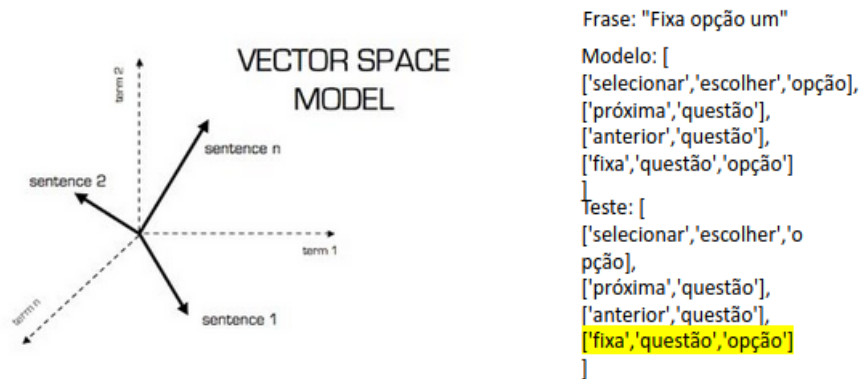 VECTOR SPACE
MODEL
term 2
sentence n
sentence 2
term 1
term n
sentence 1
Frase: "Fixa opção um"
Modelo: [
['selecionar','escolher','opção],
['próxima','questão'],
['anterior','questão'],
['fixa','questão','opção']
]
Teste: [
['selecionar','escolher','o
pção],
['próxima','questão'],
['anterior','questão'],
['fixa','questão','opção']
]